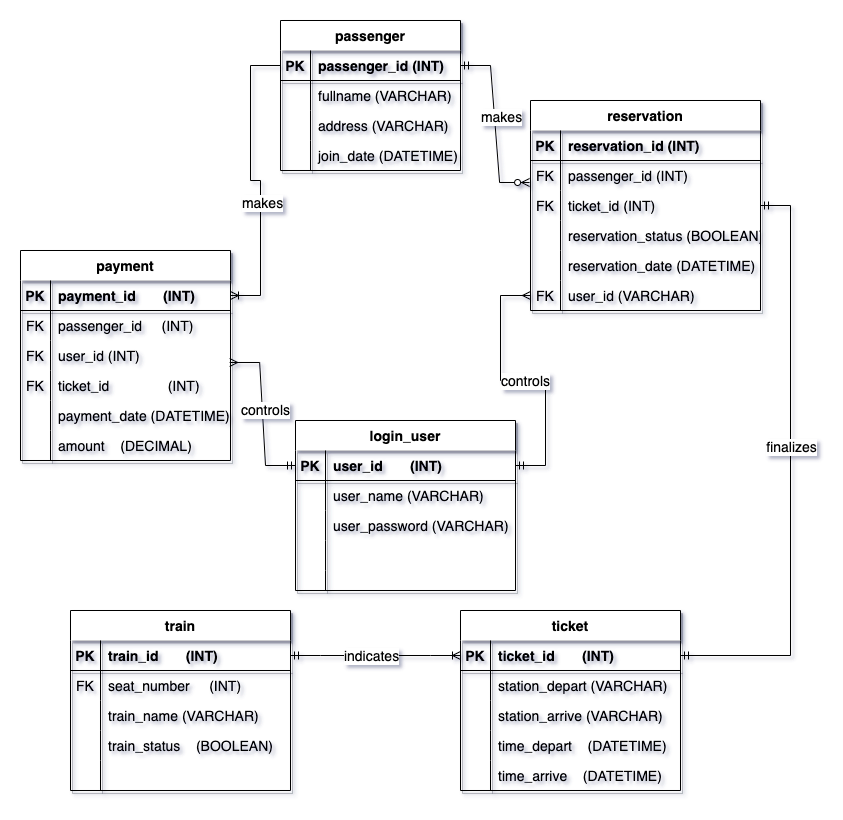 passenger
PK passenger_id (INT)
fullname (VARCHAR)
address (VARCHAR)
join_date (DATETIME)
makes
reservation
PK reservation_id (INT)
FK passenger_id (INT)
FK ticket_id (INT)
reservation_status (BOOLEAN)
reservation_date (DATETIME)
FK user_id (VARCHAR)
makes
payment
PK payment_id (INT)
FK passenger_id (INT)
FK user_id (INT)
FK ticket_id (INT)
payment_date (DATETIME)
amount (DECIMAL)
controls
controls
login_user
PK user_id (INT)
user_name (VARCHAR)
user_password (VARCHAR)
finalizes
train
PK train_id (INT)
FK seat_number (INT)
train_name (VARCHAR)
train_status (BOOLEAN)
indicates
ticket
PK ticket_id (INT)
station_depart (VARCHAR)
station_arrive (VARCHAR)
time_depart (DATETIME)
time_arrive (DATETIME)